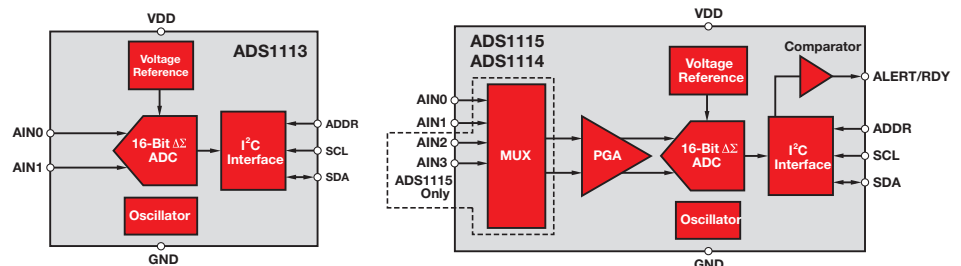 VDD
ADS1113
Voltage
Reference
AIN0
AIN1
16-Bit ΔΣ
ADC
I²C
Interface
ADDR
SCL
SDA
Oscillator
GND
VDD
ADS1115
ADS1114
Comparator
Voltage
Reference
ALERT/RDY
AIN0
AIN1
AIN2
AIN3
ADS1115
Only
MUX
PGA
16-Bit ΔΣ
ADC
I²C
Interface
ADDR
SCL
SDA
Oscillator
GND